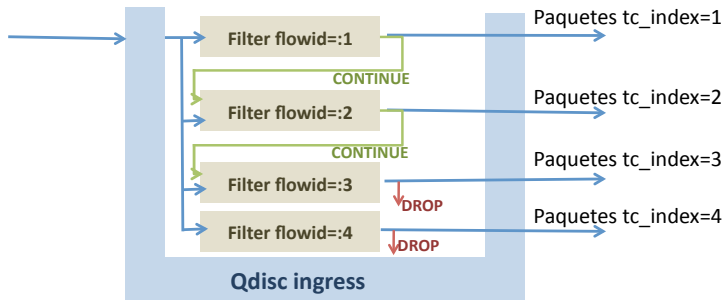 Filter flowid=:1
Paquetes tc_index=1
CONTINUE
Filter flowid=:2
Paquetes tc_index=2
CONTINUE
Filter flowid=:3
Paquetes tc_index=3
DROP
Filter flowid=:4
Paquetes tc_index=4
DROP
Qdisc ingress